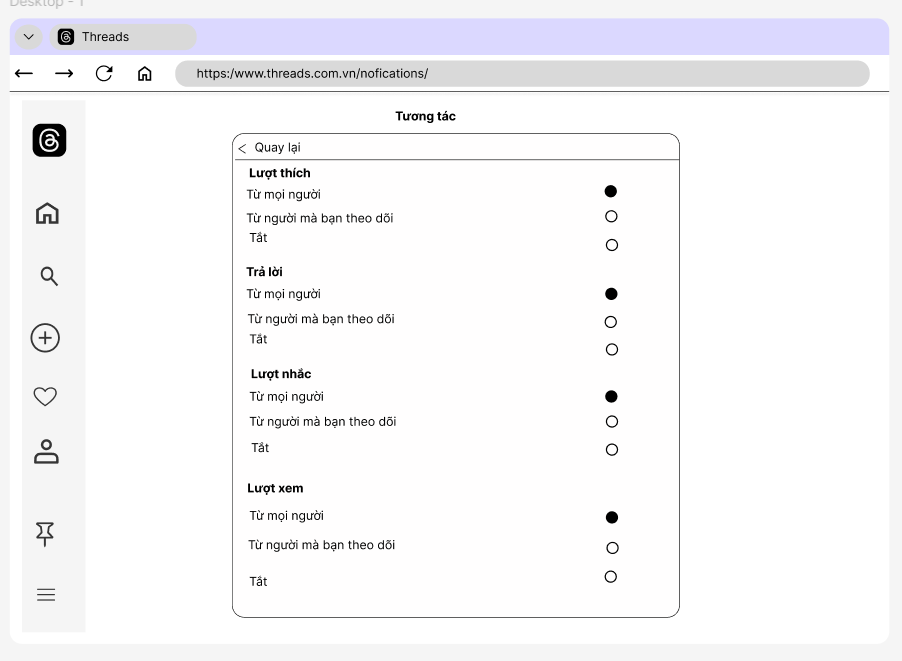 Desktop - 1
Threads
https:/www.threads.com.vn/nofications/
Tương tác
Quay lại
Lượt thích
Từ mọi người
Từ người mà bạn theo dõi
Tắt
Trả lời
Từ mọi người
Từ người mà bạn theo dõi
Tắt
Lượt nhắc
Từ mọi người
Từ người mà bạn theo dõi
Tắt
Lượt xem
Từ mọi người
Từ người mà bạn theo dõi
Tắt